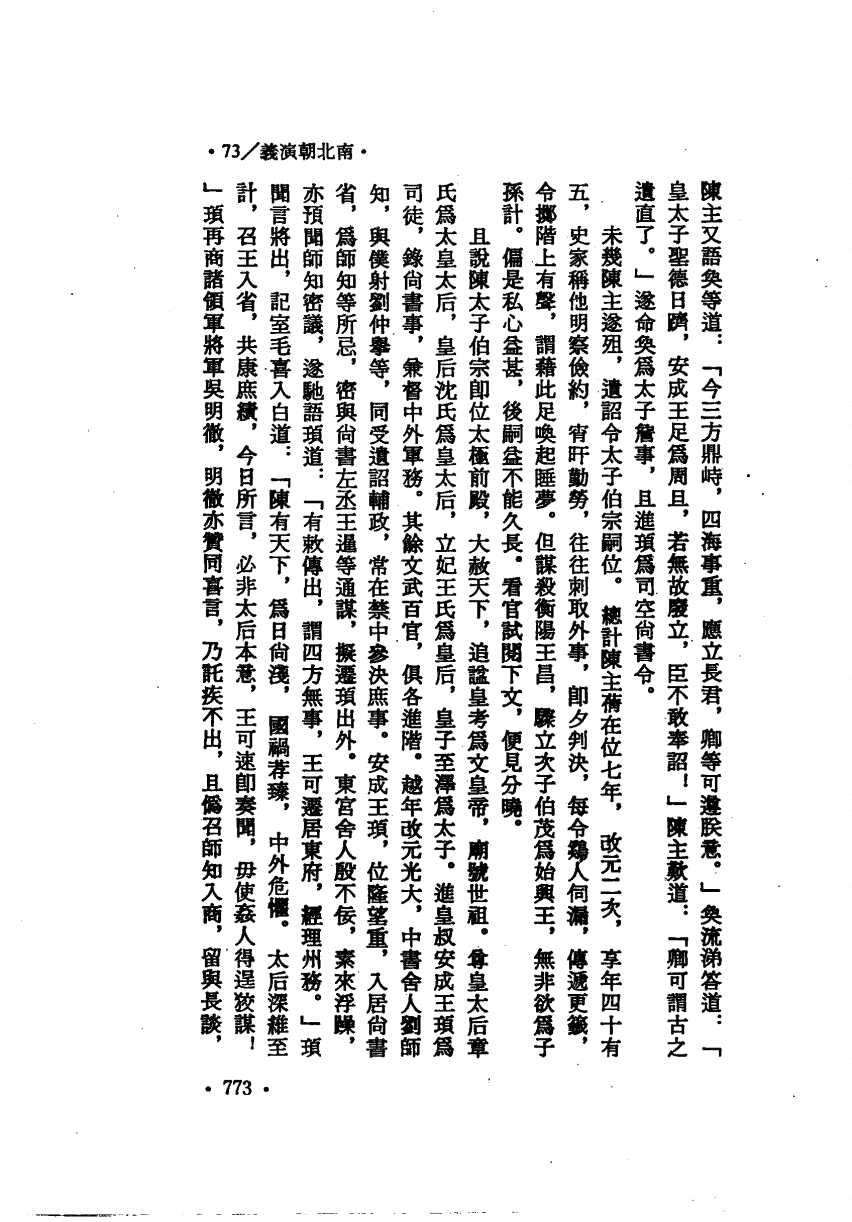 •73/義演朝北南•
陳主又語奐等道：「今三方鼎峙，四海事重，應立長君，卿等可遵朕意。」奐流涕答道：「
皇太子聖德日躋，安成王足爲周旦，若無故廢立，臣不敢奉詔！」陳主歎道：「卿可謂古之
遺直了。」遂命奐爲太子詹事，且進頊爲司空尙書令。
未幾陳主遂殂，遺詔令太子伯宗嗣位。總計陳主蒨在位七年，改元二次，享年四十有
五，史家稱他明察儉約，宵旰勤勞，往往刺取外事，卽夕判決，每令鷄人伺漏，傳遞更籤，
令擲階上有聲，謂藉此足喚起睡夢。但謀殺衡陽王昌，驟立次子伯茂爲始興王，無非欲爲子
孫計。偏是私心益甚，後嗣益不能久長。看官試閱下文，便見分曉。
且說陳太子伯宗卽位太極前殿，大赦天下，追諡皇考爲文皇帝，廟號世祖。尊皇太后章
氏爲太皇太后，皇后沈氏爲皇太后，立妃王氏爲皇后，皇子至澤爲太子。進皇叔安成王頊爲
司徒，錄尙書事，兼督中外軍務。其餘文武百官，俱各進階。越年改元光大，中書舍人劉師
知，與僕射劉仲擧等，同受遺詔輔政，常在禁中參決庶事。安成王頊，位隆望重，入居尙書
省，爲師知等所忌，密與尙書左丞王暹等通謀，擬遷頊出外。東宮舍人殷不佞，素來浮躁，
亦預聞師知密議，遂馳語頊道：「有敕傳出，謂四方無事，王可遷居東府，經理州務。」頊
聞言將出，記室毛喜入白道：「陳有天下，爲日尙淺，國禍荐臻，中外危懼。太后深維至
計，召王入省，共康庶績，今日所言，必非太后本意，王可速卽奏聞，毋使姦人得逞狡謀！
」頊再商諸領軍將軍吳明徹，明徹亦贊同喜言，乃託疾不出，且僞召師知入商，留與長談，
•773•